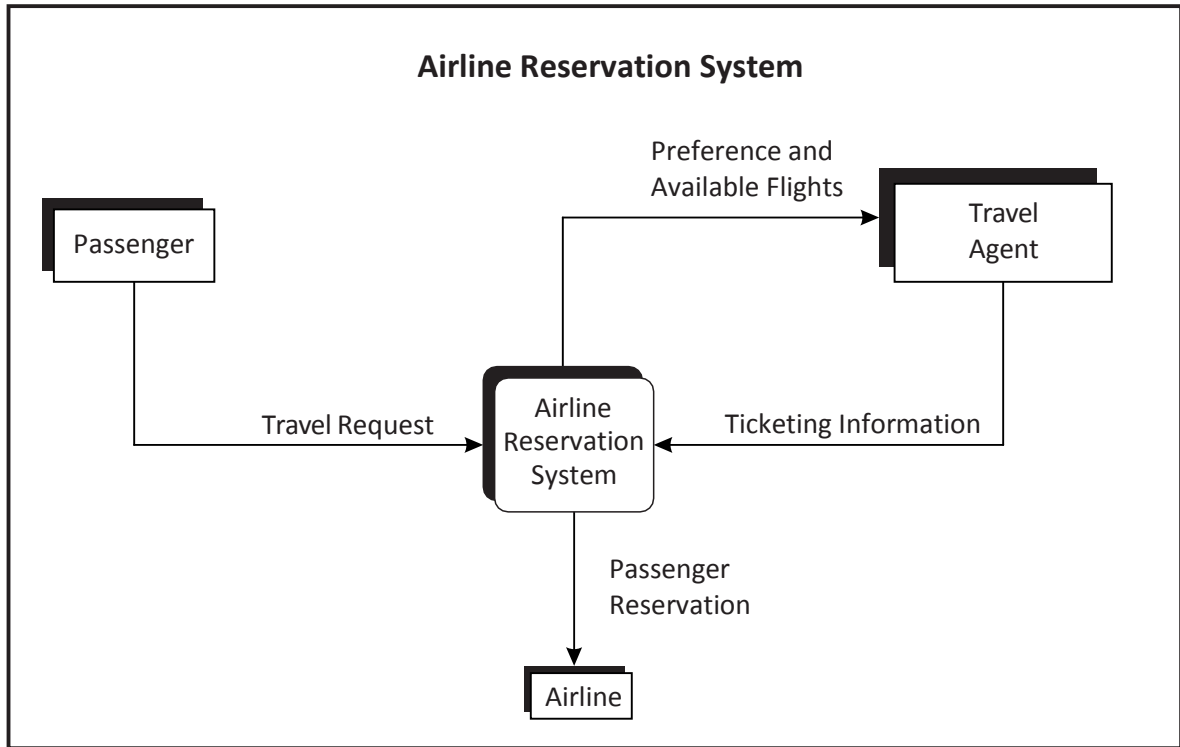 Airline Reservation System
Preference and
Available Flights
Passenger
Travel
Agent
Travel Request
Airline
Reservation
System
Ticketing Information
Passenger
Reservation
Airline